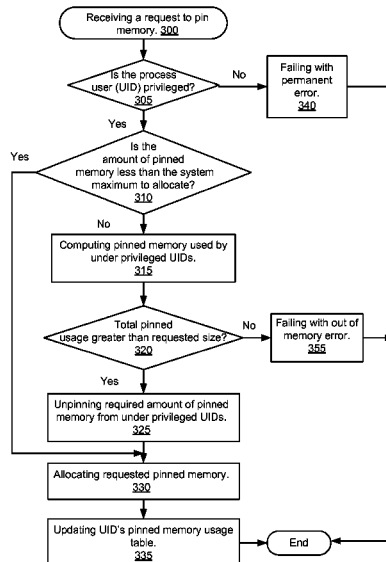 Receiving a request to pin
memory. 300
Is the process
user (UID) privileged?
305
No
Failing with
permanent
error.
340
Yes
Yes
Is the
amount of pinned
memory less than the system
maximum to allocate?
310
No
Computing pinned memory used by
under privileged UIDs.
315
Total pinned
usage greater than requested size?
320
No
Failing with out of
memory error.
355
Yes
Unpinning required amount of pinned
memory from under privileged UIDs.
325
Allocating requested pinned memory.
330
Updating UID's pinned memory usage
table.
335
End